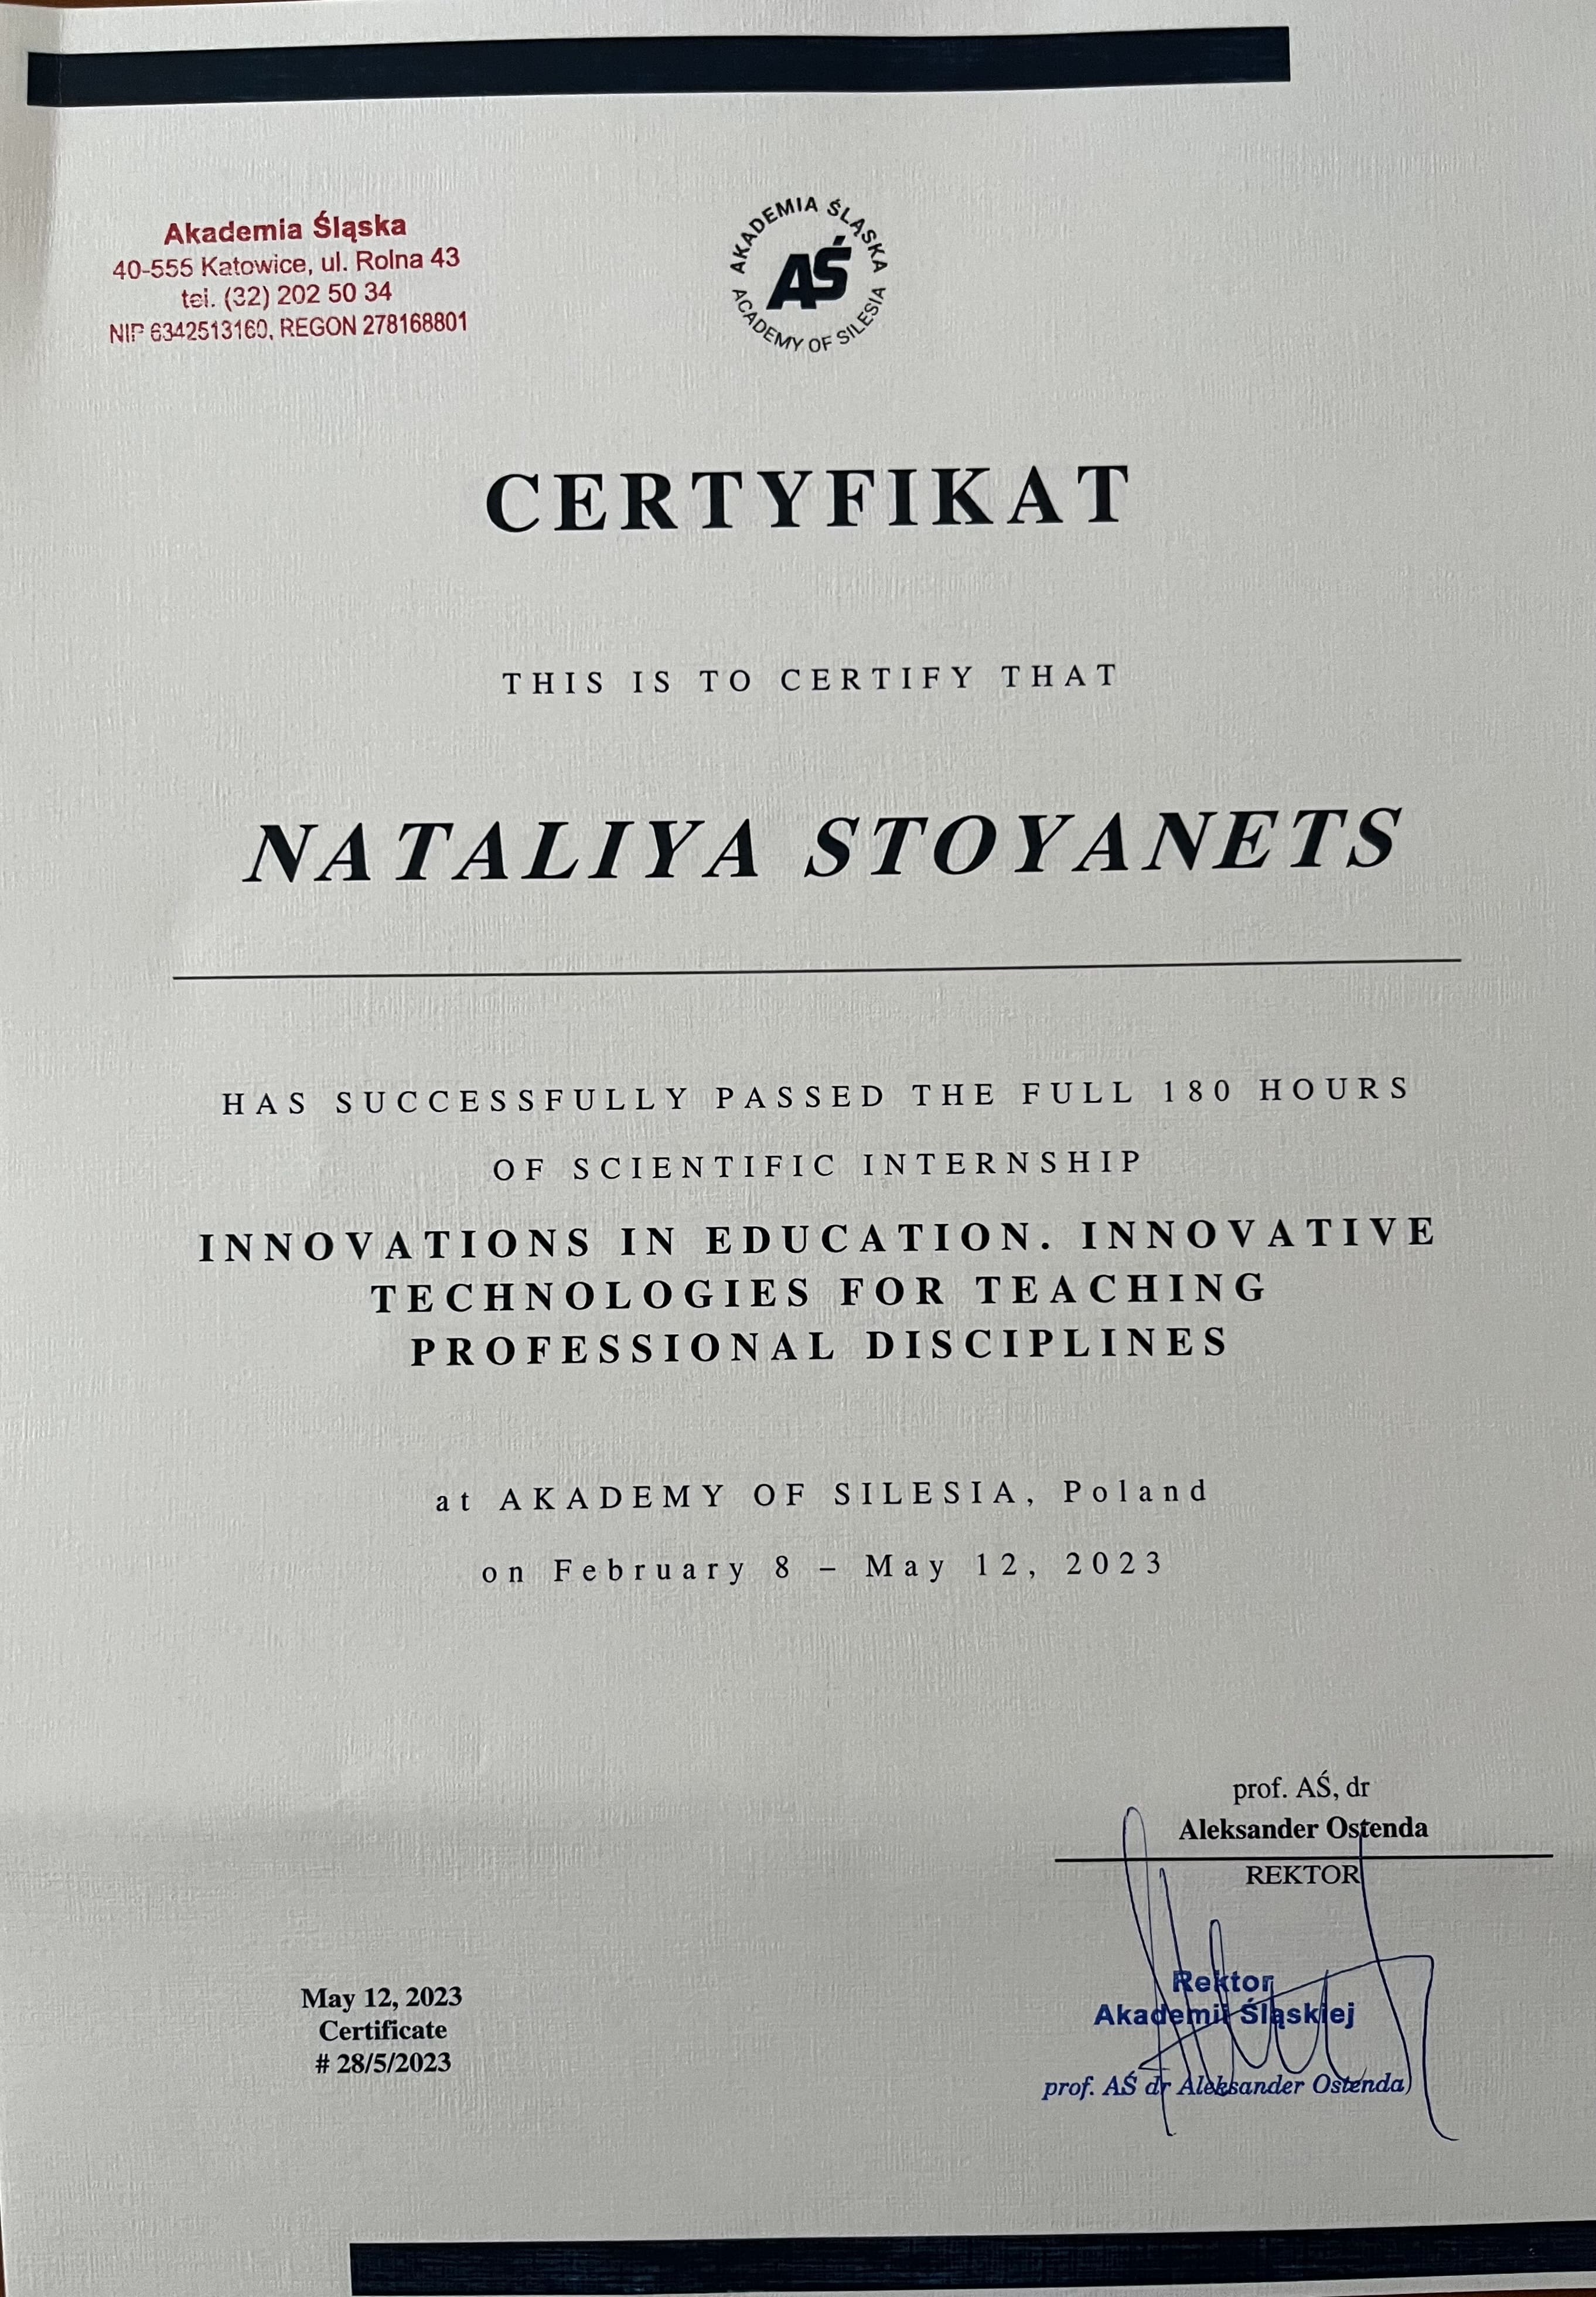 Akademia Śląska
40-555 Katowice, ul. Rolna 43
tel. (32) 202 50 34
NIP 6342513160, REGON 278168801
AKADEMIA ŚLĄSKA
AŚ
ACADEMY OF SILESIA
CERTYFIKAT
THIS IS TO CERTIFY THAT
NATALIYA STOYANETS
HAS SUCCESSFULLY PASSED THE FULL 180 HOURS
OF SCIENTIFIC INTERNSHIP
INNOVATIONS IN EDUCATION. INNOVATIVE
TECHNOLOGIES FOR TEACHING
PROFESSIONAL DISCIPLINES
at AKADEMY OF SILESIA, Poland
on February 8 – May 12, 2023
prof. AŚ, dr
Aleksander Ostenda
REKTOR
Rektor
Akademii Śląskiej
prof. AŚ dr Aleksander Ostenda
May 12, 2023
Certificate
# 28/5/2023